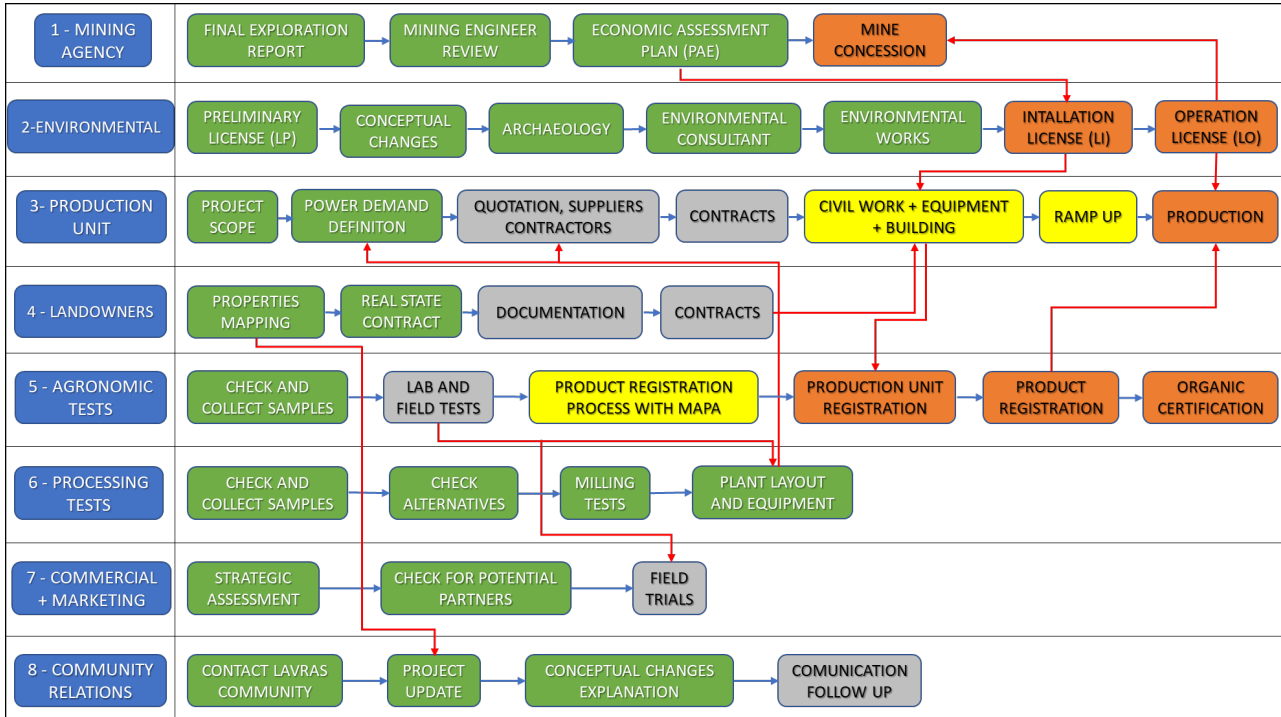 1 - MINING
AGENCY
FINAL EXPLORATION
REPORT
MINING ENGINEER
REVIEW
ECONOMIC ASSESSMENT
PLAN (PAE)
MINE
CONCESSION
2-ENVIRONMENTAL
PRELIMINARY
LICENSE (LP)
CONCEPTUAL
CHANGES
ARCHAEOLOGY
ENVIRONMENTAL
CONSULTANT
ENVIRONMENTAL
WORKS
INTALLATION
LICENSE (LI)
OPERATION
LICENSE (LO)
3- PRODUCTION
UNIT
PROJECT
SCOPE
POWER DEMAND
DEFINITON
QUOTATION, SUPPLIERS
CONTRACTORS
CONTRACTS
CIVIL WORK + EQUIPMENT
+ BUILDING
RAMP UP
PRODUCTION
4 - LANDOWNERS
PROPERTIES
MAPPING
REAL STATE
CONTRACT
DOCUMENTATION
CONTRACTS
5 - AGRONOMIC
TESTS
CHECK AND
COLLECT SAMPLES
LAB AND
FIELD TESTS
PRODUCT REGISTRATION
PROCESS WITH MAPA
PRODUCTION UNIT
REGISTRATION
PRODUCT
REGISTRATION
ORGANIC
CERTIFICATION
6 - PROCESSING
TESTS
CHECK AND
COLLECT SAMPLES
CHECK
ALTERNATIVES
MILLING
TESTS
PLANT LAYOUT
AND EQUIPMENT
7 - COMMERCIAL
+ MARKETING
STRATEGIC
ASSESSMENT
CHECK FOR POTENTIAL
PARTNERS
FIELD
TRIALS
8 - COMMUNITY
RELATIONS
CONTACT LAVRAS
COMMUNITY
PROJECT
UPDATE
CONCEPTUAL CHANGES
EXPLANATION
COMUNICATION
FOLLOW UP